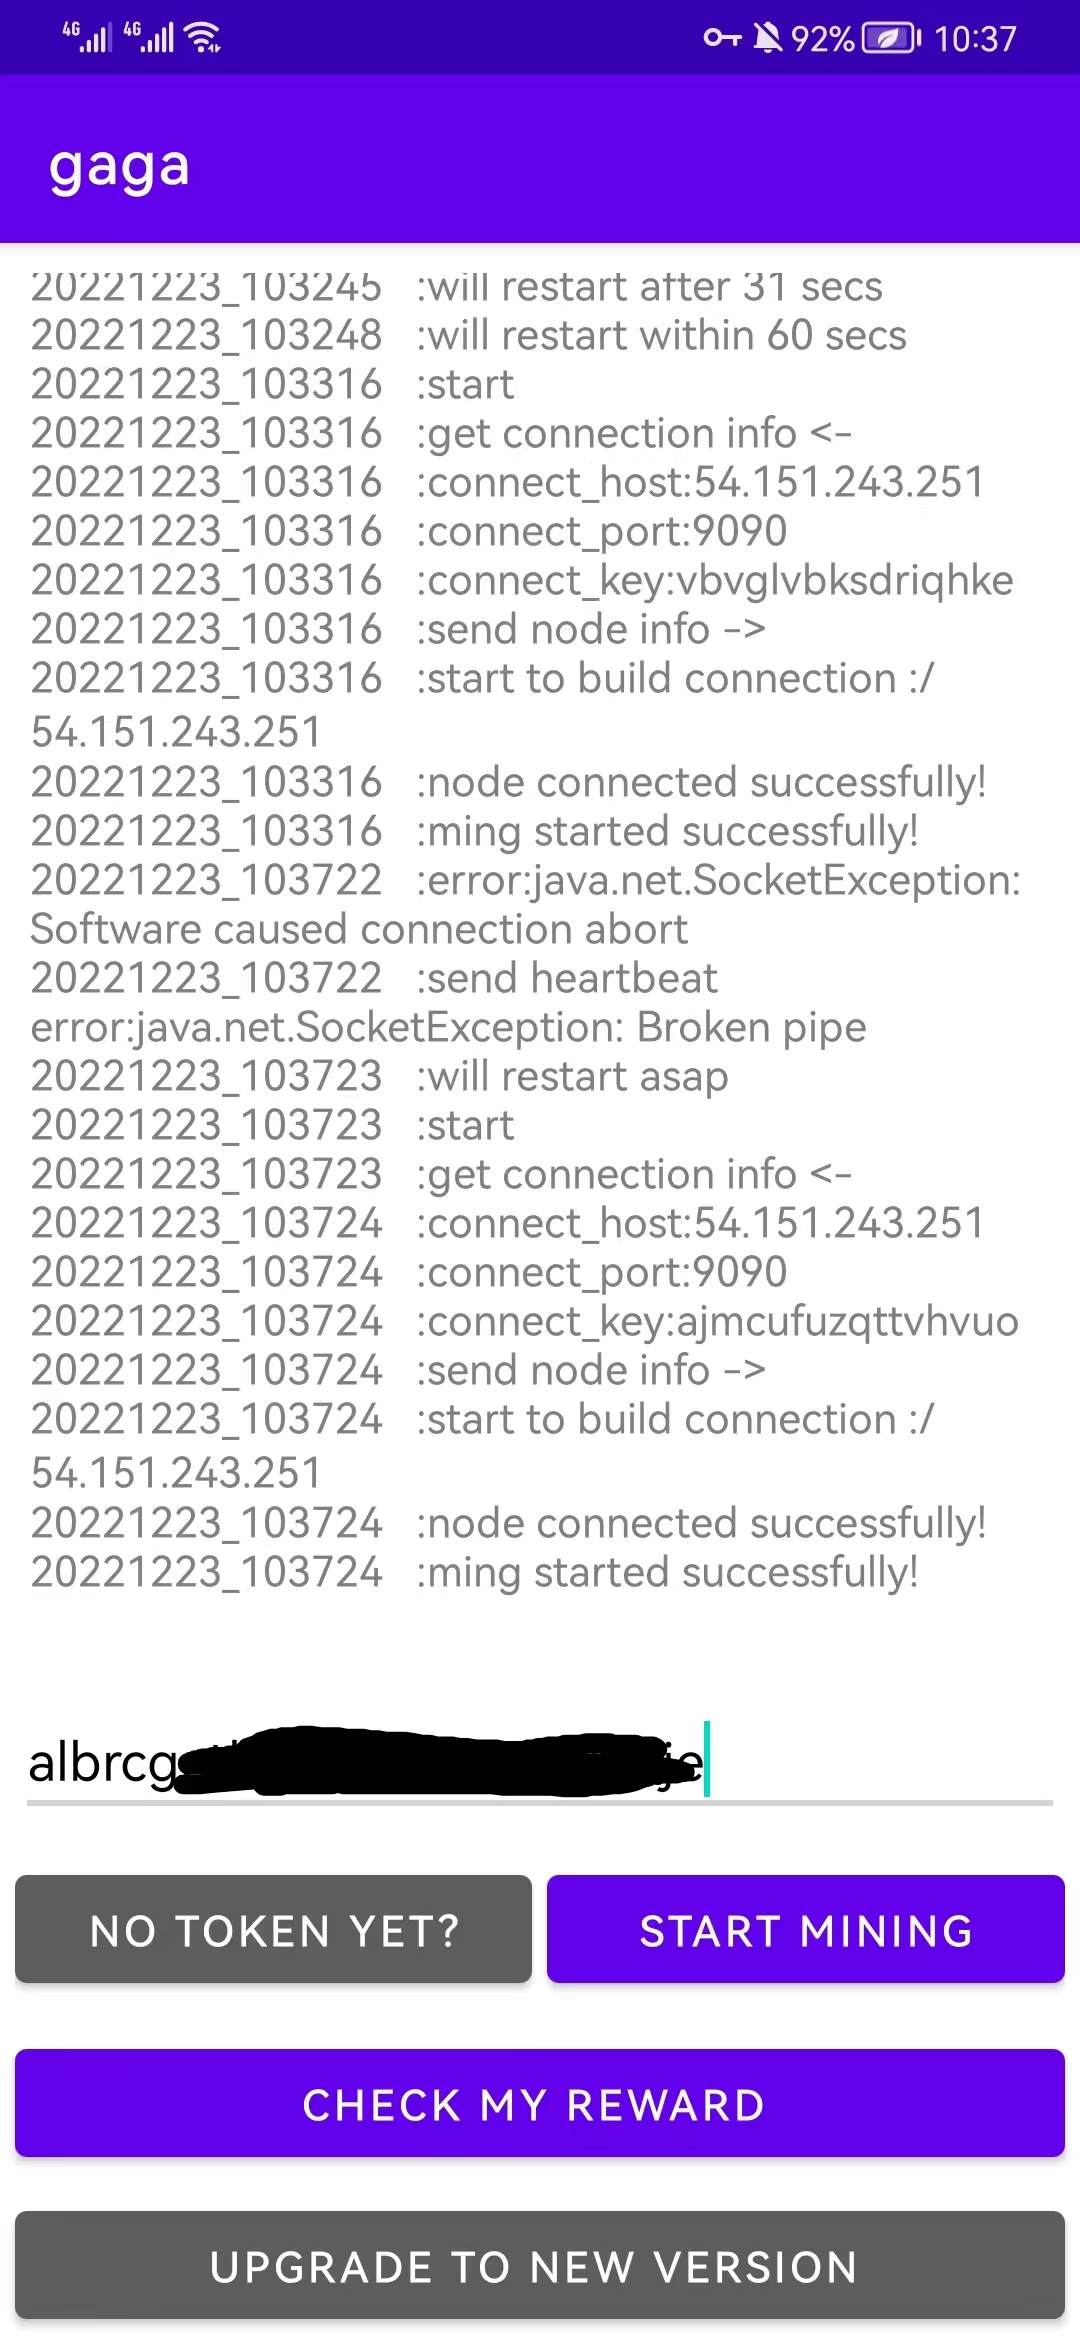 4G 4G 92% 10:37
gaga
20221223_103245 :will restart after 31 secs
20221223_103248 :will restart within 60 secs
20221223_103316 :start
20221223_103316 :get connection info <-
20221223_103316 :connect_host:54.151.243.251
20221223_103316 :connect_port:9090
20221223_103316 :connect_key:vbvglvbksdriqhke
20221223_103316 :send node info ->
20221223_103316 :start to build connection :/
54.151.243.251
20221223_103316 :node connected successfully!
20221223_103316 :ming started successfully!
20221223_103722 :error:java.net.SocketException:
Software caused connection abort
20221223_103722 :send heartbeat
error:java.net.SocketException: Broken pipe
20221223_103723 :will restart asap
20221223_103723 :start
20221223_103723 :get connection info <-
20221223_103724 :connect_host:54.151.243.251
20221223_103724 :connect_port:9090
20221223_103724 :connect_key:ajmcufuzqttvhvuo
20221223_103724 :send node info ->
20221223_103724 :start to build connection :/
54.151.243.251
20221223_103724 :node connected successfully!
20221223_103724 :ming started successfully!
NO TOKEN YET?
START MINING
CHECK MY REWARD
UPGRADE TO NEW VERSION